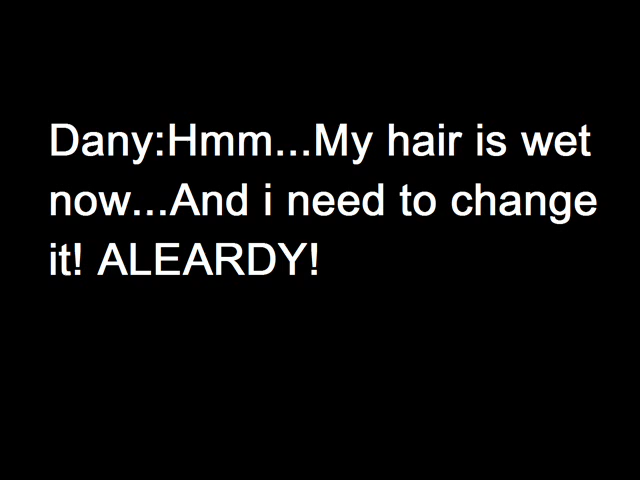 Dany:Hmm...My hair is wet
now...And i need to change
it! ALEARDY!